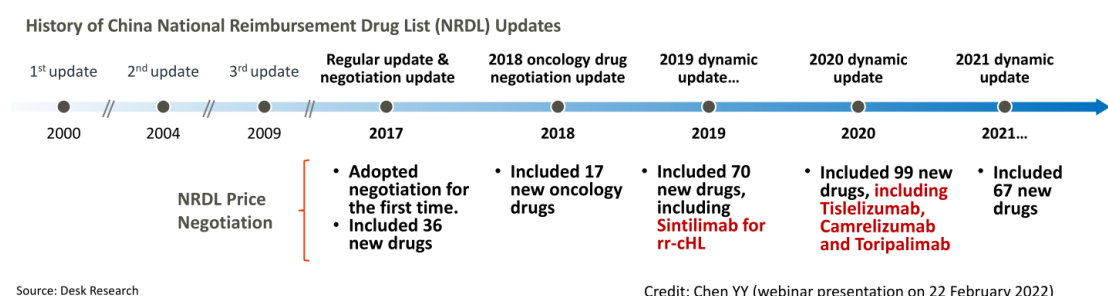 History of China National Reimbursement Drug List (NRDL) Updates
1st update
2nd update
3rd update
Regular update &
negotiation update
2018 oncology drug
negotiation update
2019 dynamic
update…
2020 dynamic
update
2021 dynamic
update
2000
2004
2009
2017
2018
2019
2020
2021…
NRDL Price
Negotiation
• Adopted
negotiation for
the first time.
• Included 36
new drugs
• Included 17
new oncology
drugs
• Included 70
new drugs,
including
Sintilimab for
rr-cHL
• Included 99 new
drugs, including
Tislelizumab,
Camrelizumab
and Toripalimab
• Included
67 new
drugs
Source: Desk Research
Credit: Chen YY (webinar presentation on 22 February 2022)